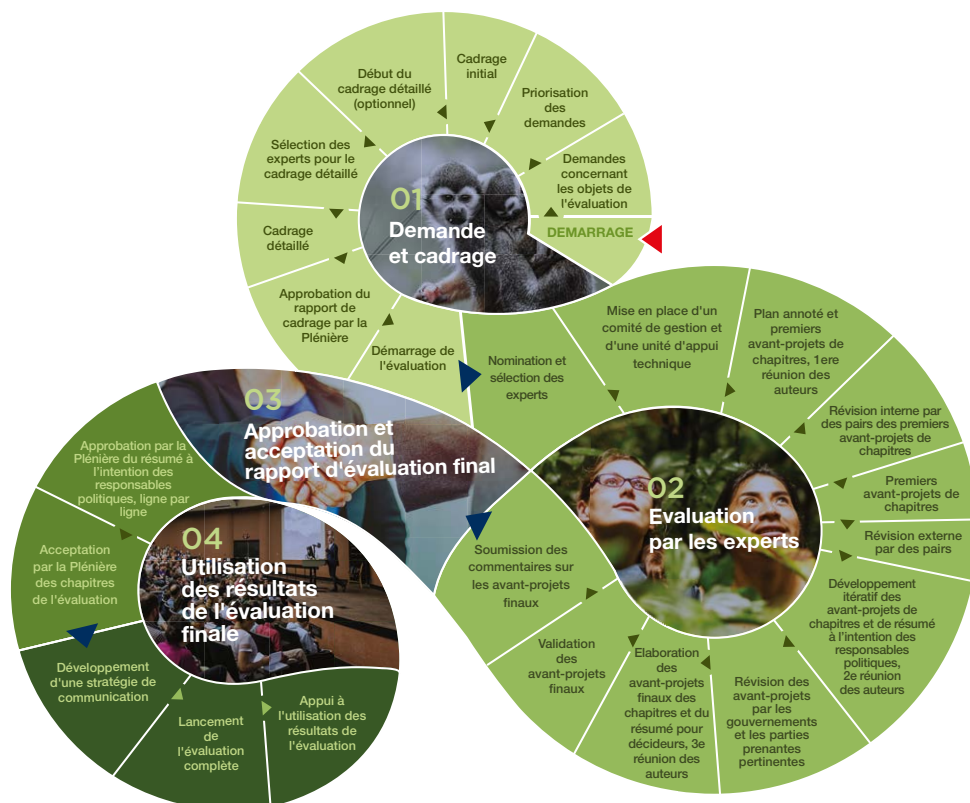 DEMARRAGE
Demandes
concernant
les objets de
l'évaluation
Priorisation
des
demandes
Cadrage
initial
Début du
cadrage détaillé
(optionnel)
Sélection des
experts pour le
cadrage détaillé
Cadrage
détaillé
Approbation du
rapport de
cadrage par la
Plénière
Démarrage de
l'évaluation
01
Demande
et cadrage
Nomination et
sélection des
experts
Mise en place d'un
comité de gestion et
d'une unité d'appui
technique
Plan annoté et
premiers
avant-projets
de chapitres, 1ere
réunion des
auteurs
Révision interne par
des pairs des premiers
avant-projets de
chapitres
Premiers
avant-projets de
chapitres
Révision externe
par des pairs
Développement
itératif des
avant-projets de
chapitres et de résumé
à l'intention des
responsables
politiques,
2e réunion
des auteurs
Révision des
avant-projets
par les
gouvernements
et les parties
prenantes
pertinentes
Elaboration
des
avant-projets
finaux des
chapitres et du
résumé pour
décideurs, 3e
réunion des
auteurs
Validation
des
avant-projets
finaux
Soumission des
commentaires sur
les avant-projets
finaux
02
Evaluation
par les experts
03
Approbation et
acceptation du
rapport d'évaluation final
Approbation par la
Plénière du résumé à
l'intention des
responsables
politiques, ligne par
ligne
Acceptation
par la Plénière
des chapitres
de l'évaluation
04
Utilisation
des résultats
de l'évaluation
finale
Développement
d'une stratégie de
communication
Lancement
de
l'évaluation
complète
Appui à
l'utilisation des
résultats de
l'évaluation